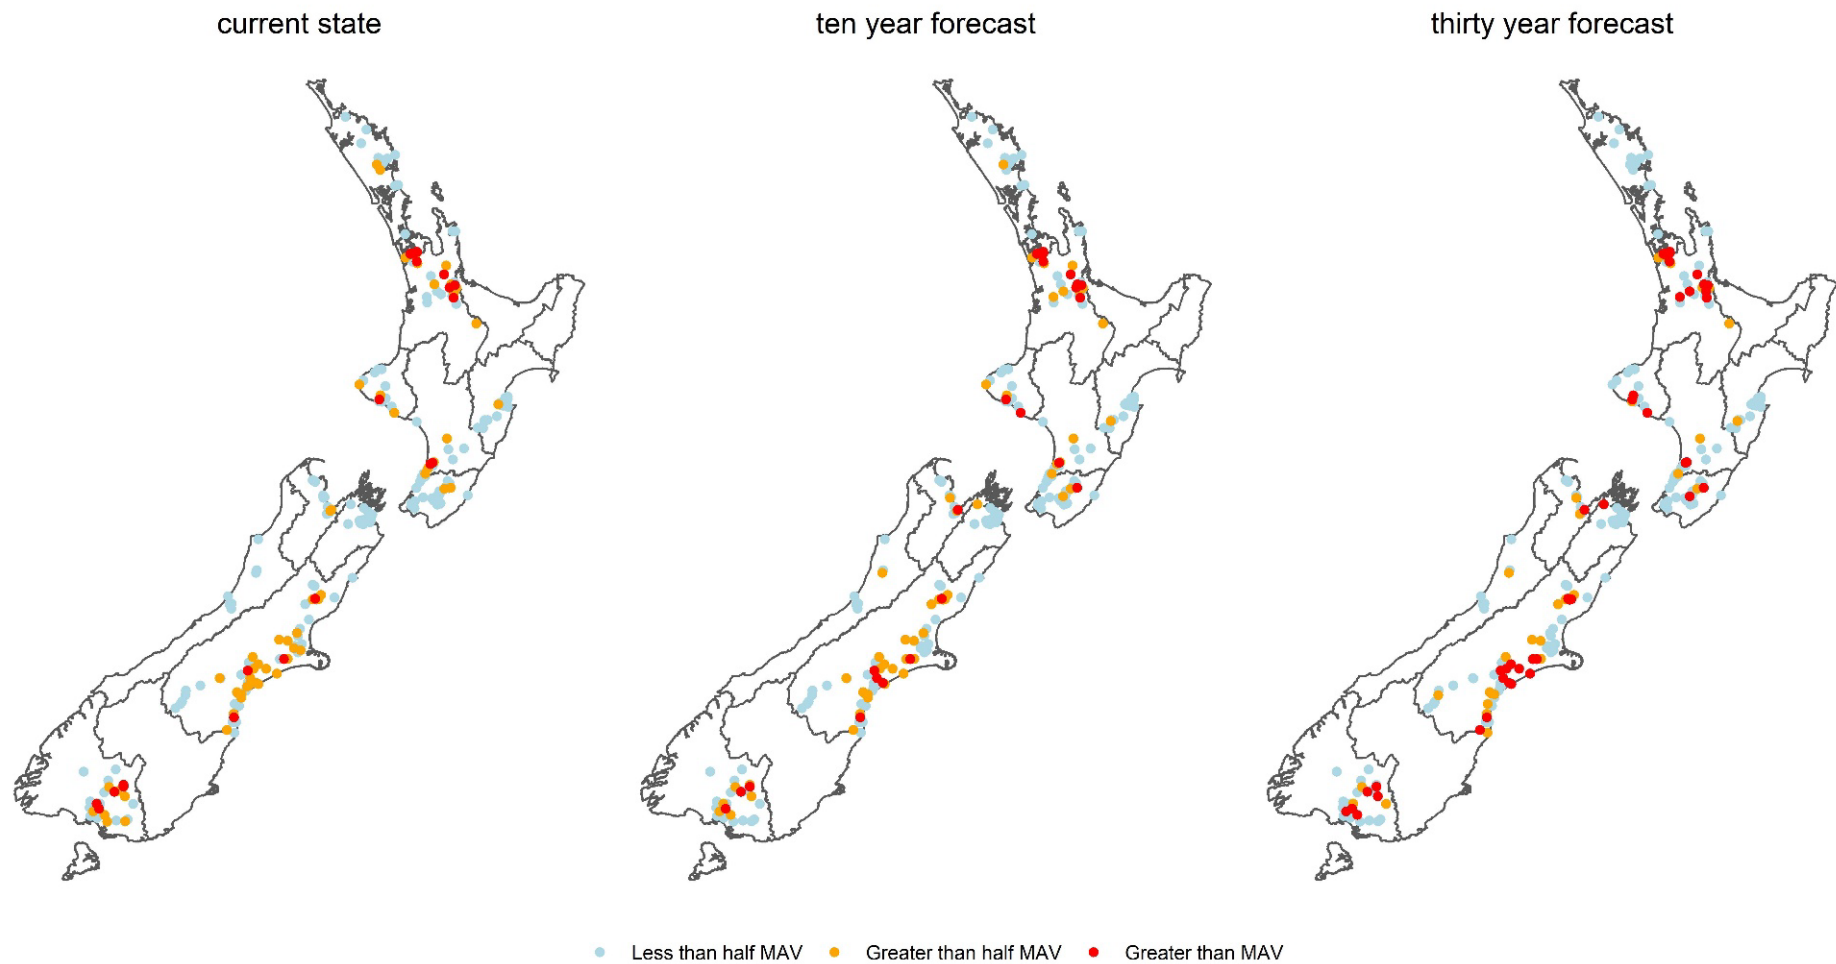 current state
ten year forecast
thirty year forecast
Less than half MAV
Greater than half MAV
Greater than MAV